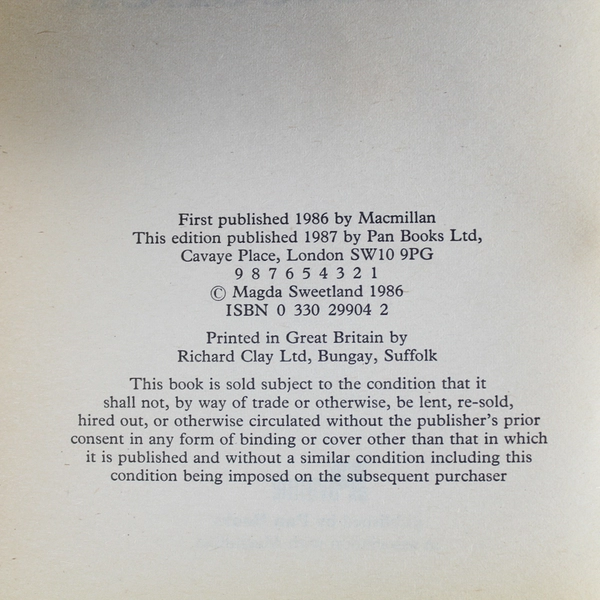 First published 1986 by Macmillan
This edition published 1987 by Pan Books Ltd,
Cavaye Place, London SW10 9PG
9 8 7 6 5 4 3 2 1
© Magda Sweetland 1986
ISBN 0 330 29904 2
Printed in Great Britain by
Richard Clay Ltd, Bungay, Suffolk
This book is sold subject to the condition that it
shall not, by way of trade or otherwise, be lent, re-sold,
hired out, or otherwise circulated without the publisher's prior
consent in any form of binding or cover other than that in which
it is published and without a similar condition including this
condition being imposed on the subsequent purchaser